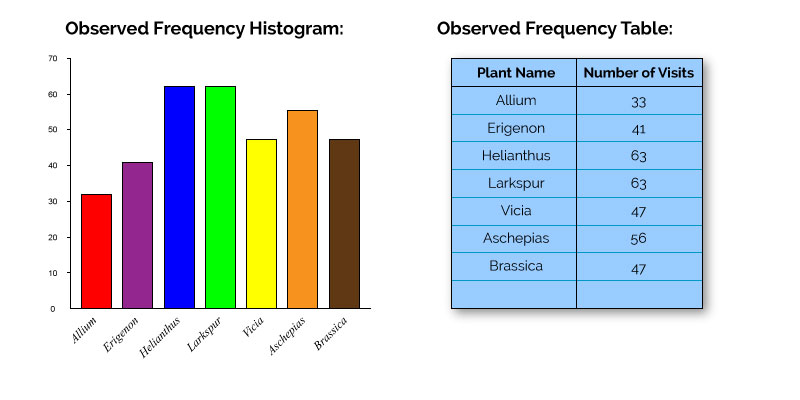 Observed Frequency Histogram:
70
60
50
40
30
20
10
0
Allium
Erigenon
Helianthus
Larkspur
Vicia
Aschepias
Brassica
Observed Frequency Table:
Plant Name Number of Visits
Allium 33
Erigenon 41
Helianthus 63
Larkspur 63
Vicia 47
Aschepias 56
Brassica 47